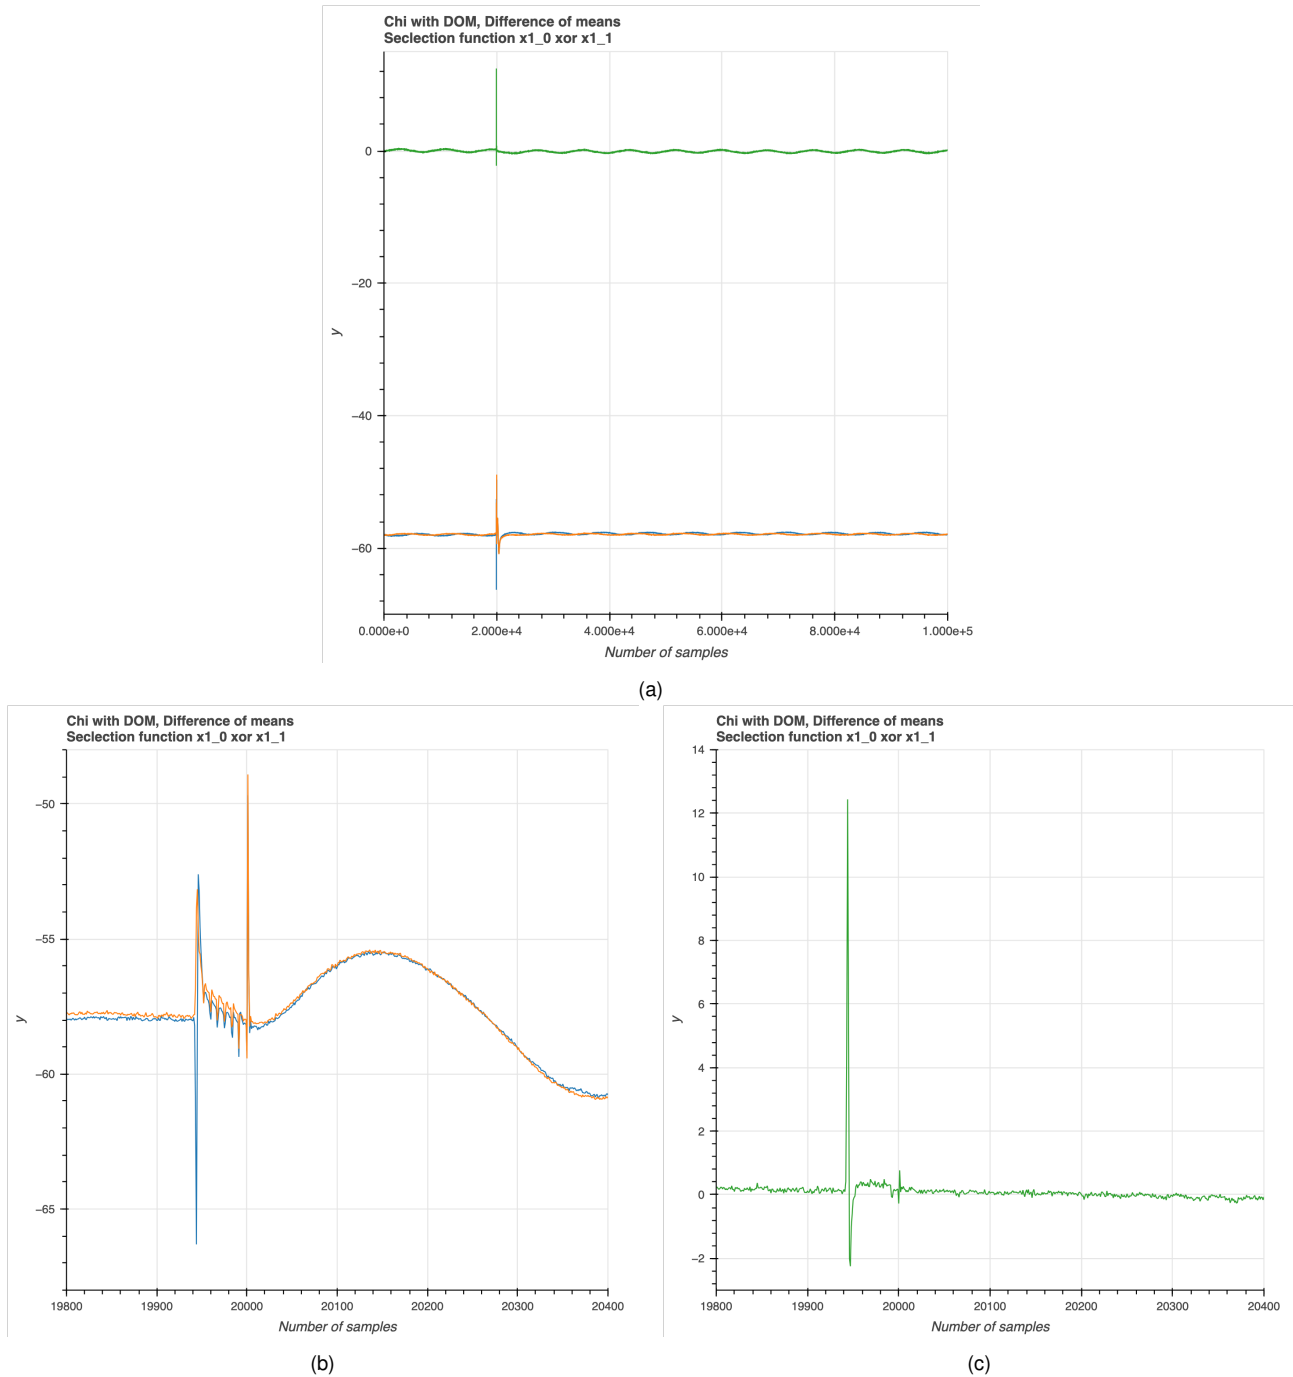 Chi with DOM, Difference of means
Seclection function x1_0 xor x1_1
0
−20
−40
−60
y
0.000e+0 2.000e+4 4.000e+4 6.000e+4 8.000e+4 1.000e+5
Number of samples
(a)
Chi with DOM, Difference of means
Seclection function x1_0 xor x1_1
−50
−55
−60
−65
y
19800 19900 20000 20100 20200 20300 20400
Number of samples
(b)
Chi with DOM, Difference of means
Seclection function x1_0 xor x1_1
14
12
10
8
6
4
2
0
−2
y
19800 19900 20000 20100 20200 20300 20400
Number of samples
(c)